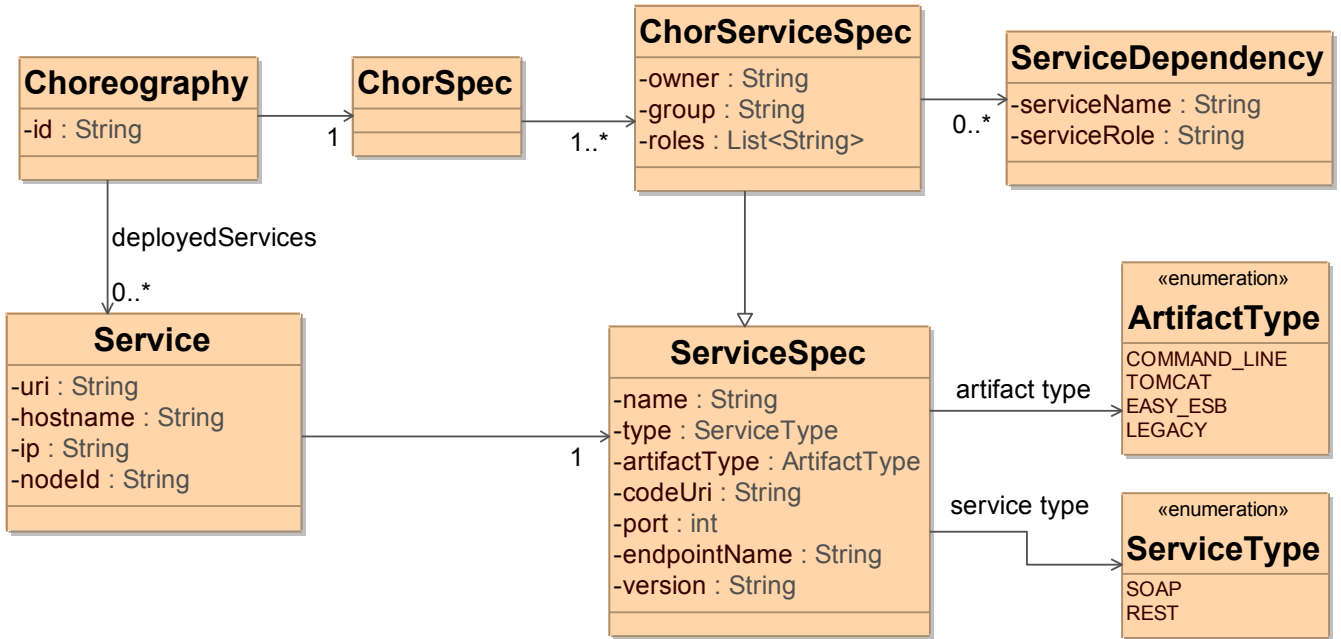 Choreography
-id : String
1
ChorSpec
1..*
ChorServiceSpec
-owner : String
-group : String
-roles : List<String>
0..*
ServiceDependency
-serviceName : String
-serviceRole : String
deployedServices
0..*
Service
-uri : String
-hostname : String
-ip : String
-nodeId : String
1
ServiceSpec
-name : String
-type : ServiceType
-artifactType : ArtifactType
-codeUri : String
-port : int
-endpointName : String
-version : String
artifact type
«enumeration»
ArtifactType
COMMAND_LINE
TOMCAT
EASY_ESB
LEGACY
service type
«enumeration»
ServiceType
SOAP
REST